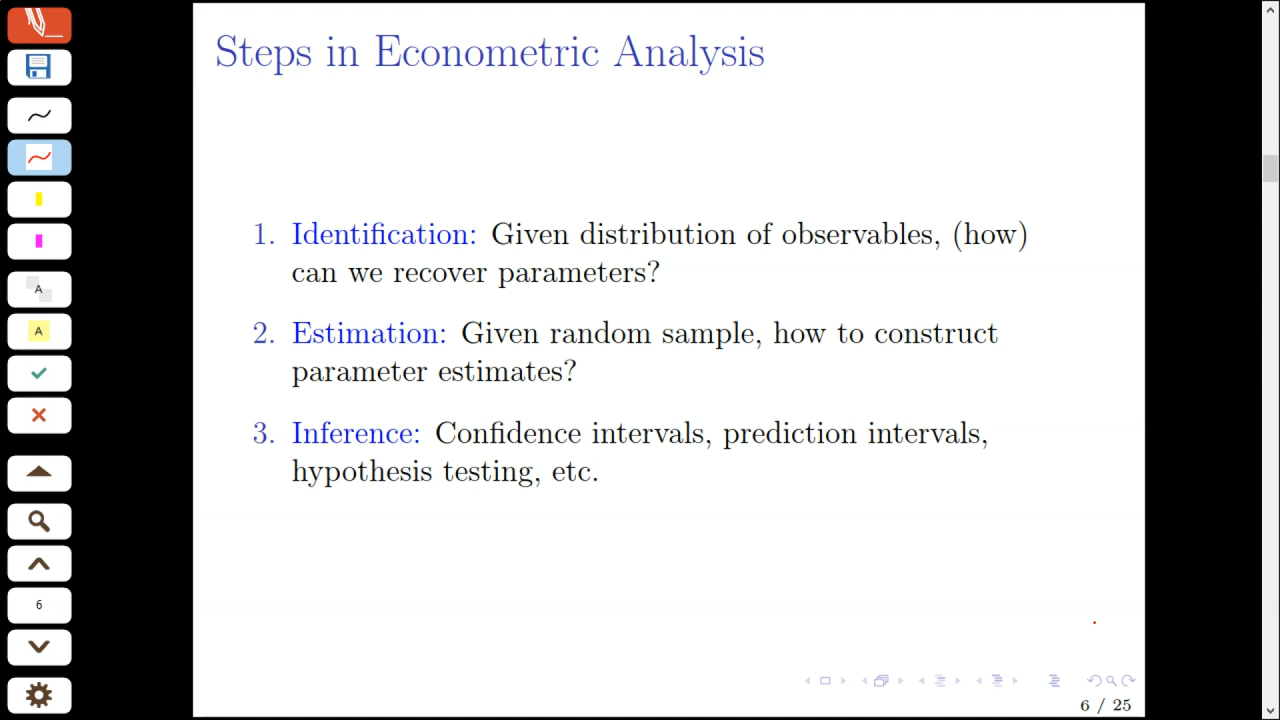 Steps in Econometric Analysis
1. Identification: Given distribution of observables, (how)
can we recover parameters?
2. Estimation: Given random sample, how to construct
parameter estimates?
3. Inference: Confidence intervals, prediction intervals,
hypothesis testing, etc.
A
A
6
6 / 25